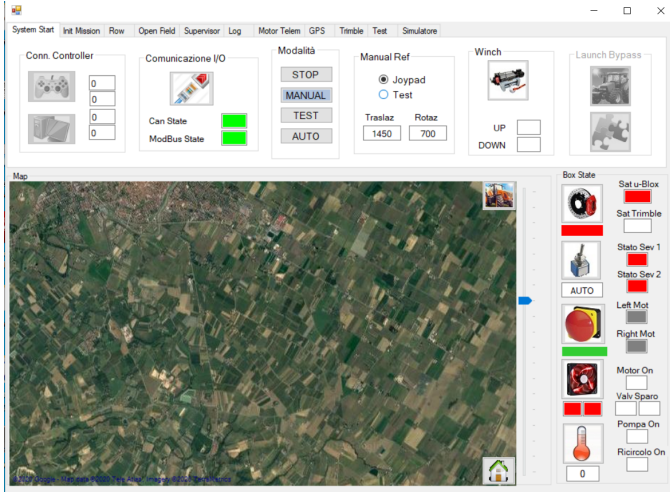 System Start Init Mission Row Open Field Supervisor Log Motor Telem GPS Trimble Test Simulatore
Conn. Controller
0
0
0
0
Comunicazione I/O
Can State
ModBus State
Modalità
STOP
MANUAL
TEST
AUTO
Manual Ref
Joypad
Test
Traslaz Rotaz
1450 700
Winch
UP
DOWN
Launch Bypass
Map
Box State
Sat u-Blox
Sat Trimble
Stato Sev 1
Stato Sev 2
AUTO
Left Mot
Right Mot
Motor On
Valv Sparo
Pompa On
Ricircolo On
0